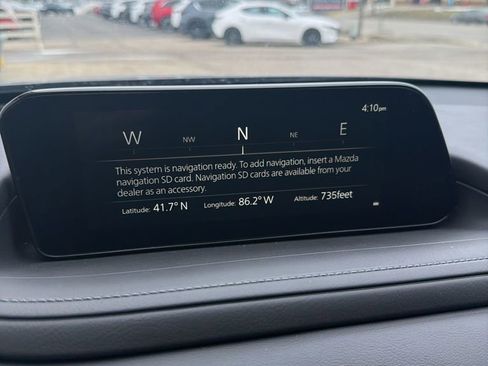 4:10pm
W NW N NE E
This system is navigation ready. To add navigation, insert a Mazda
navigation SD card. Navigation SD cards are available from your
dealer as an accessory.
Latitude: 41.7° N Longitude: 86.2° W Altitude: 735feet